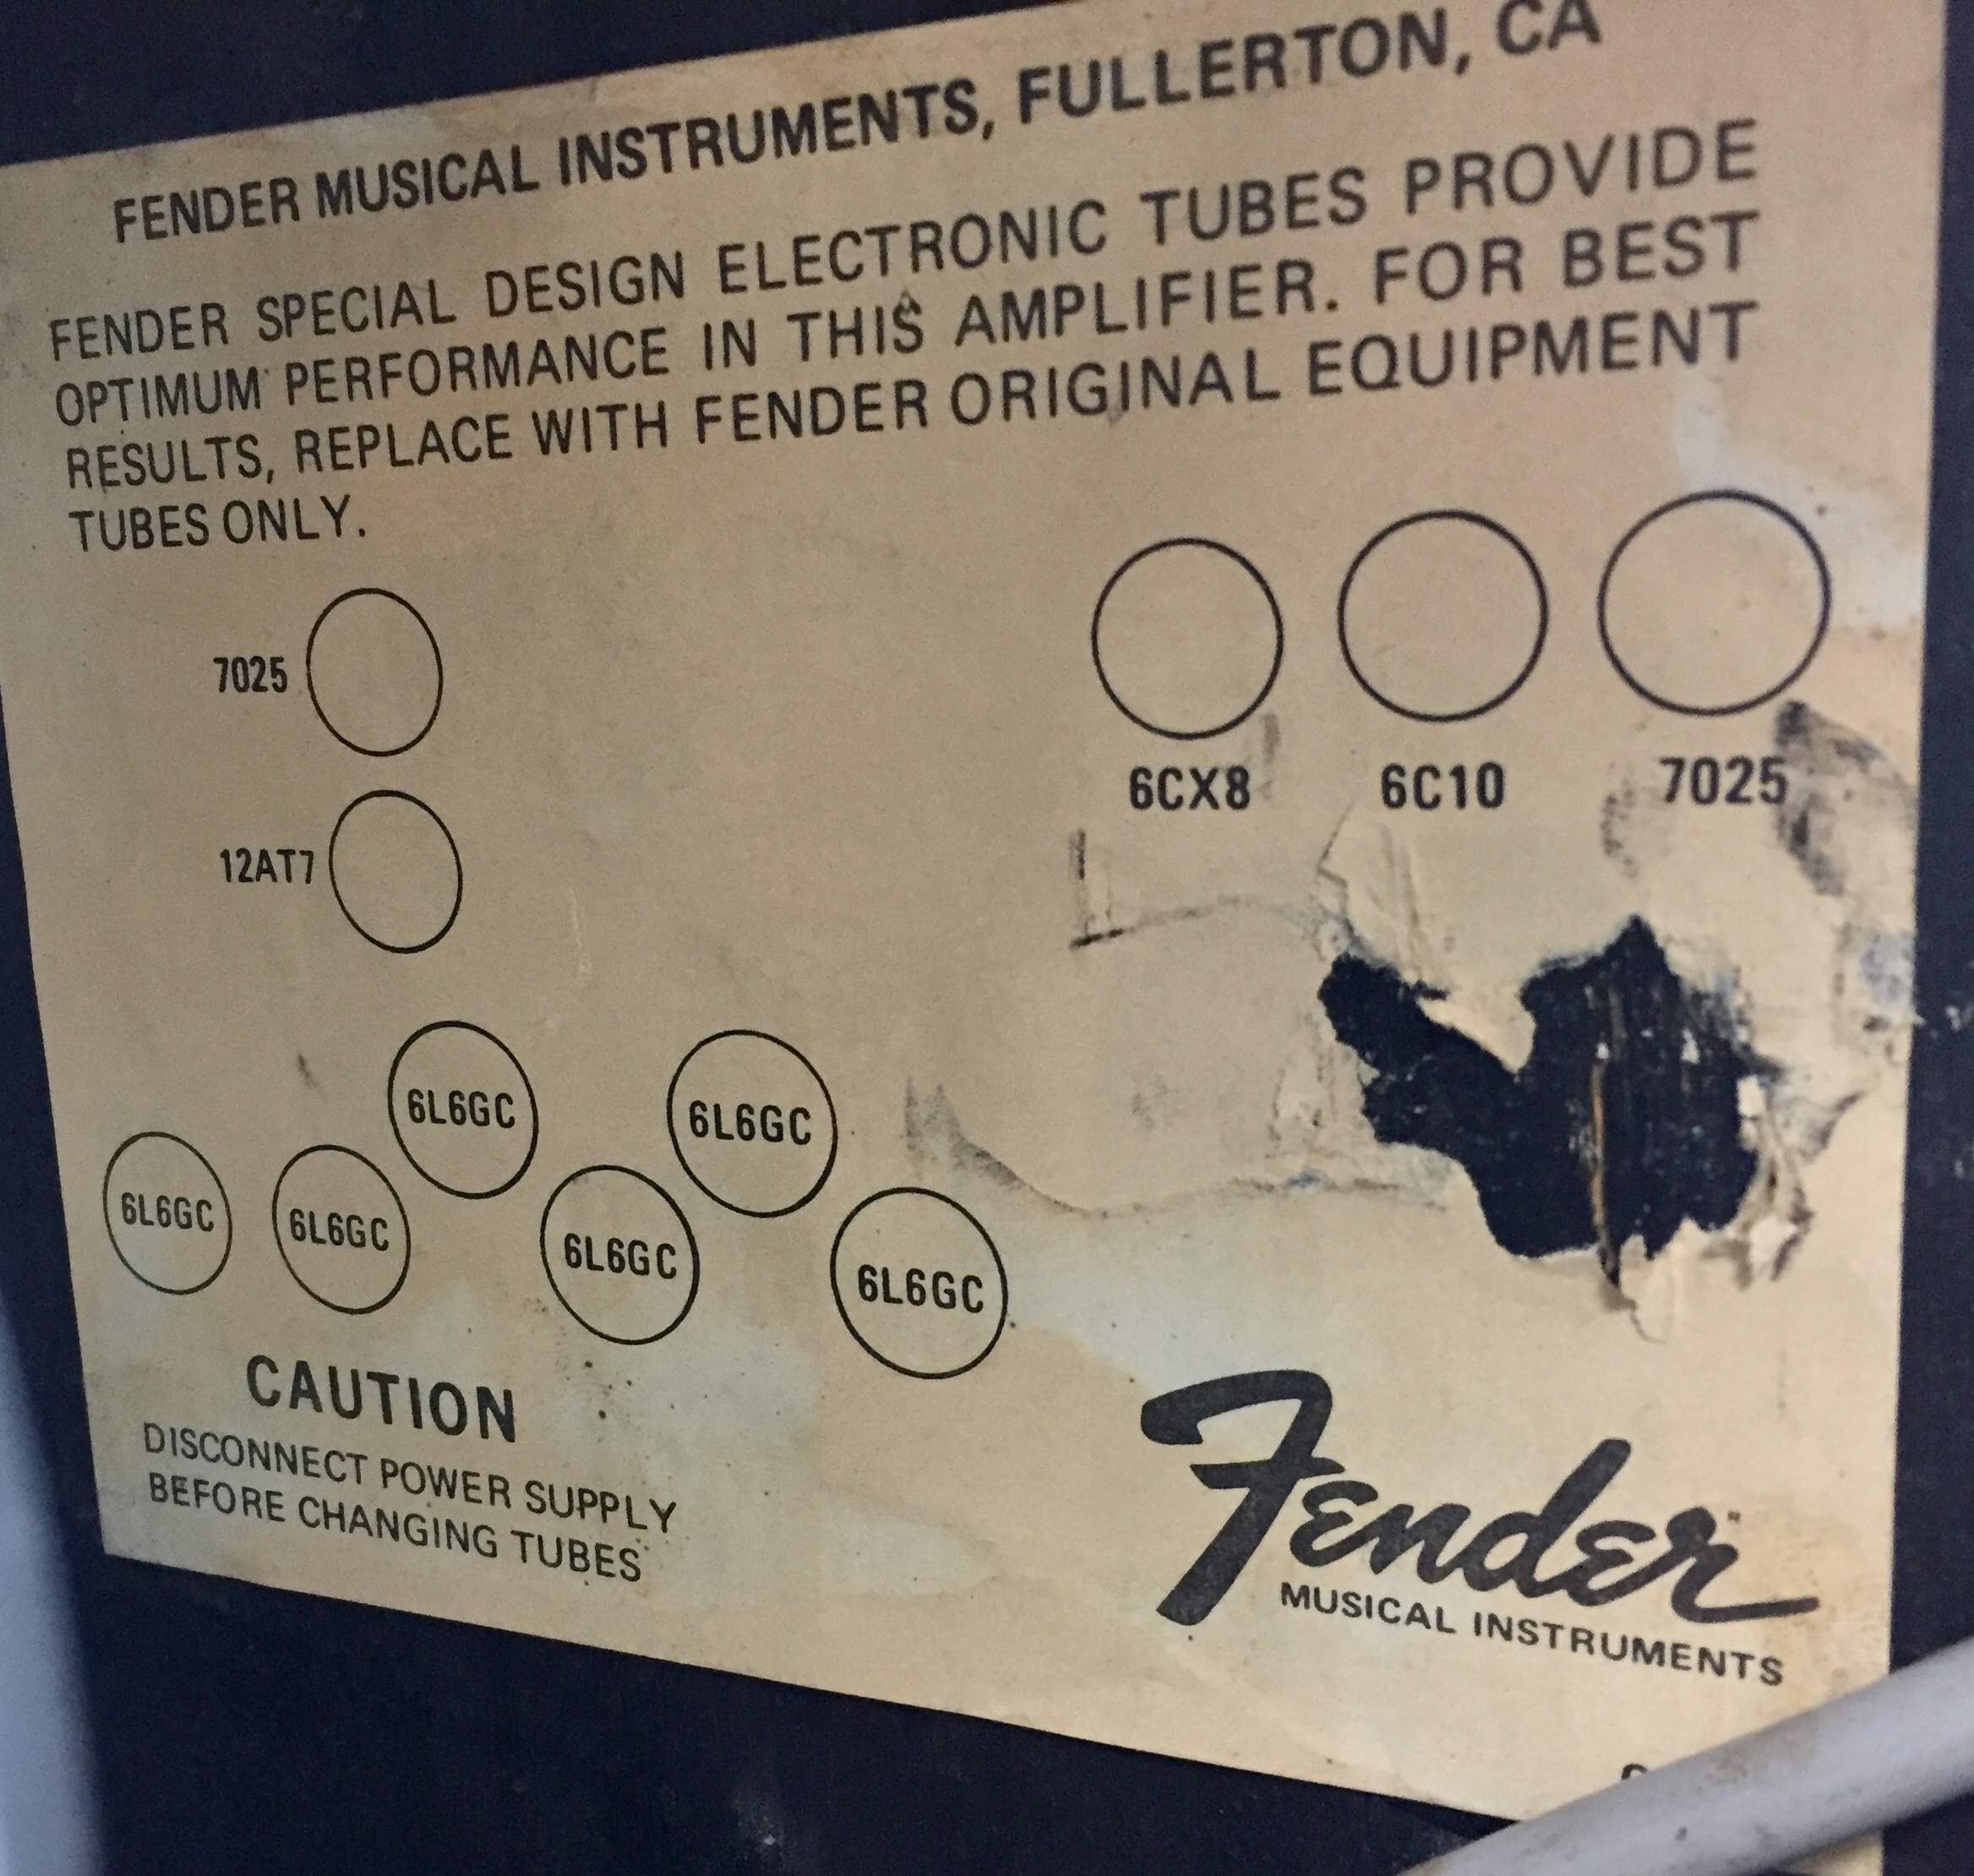 FENDER MUSICAL INSTRUMENTS, FULLERTON, CA
FENDER SPECIAL DESIGN ELECTRONIC TUBES PROVIDE
OPTIMUM PERFORMANCE IN THIS AMPLIFIER. FOR BEST
RESULTS, REPLACE WITH FENDER ORIGINAL EQUIPMENT
TUBES ONLY.
7025
6CX8 6C10 7025
12AT7
6L6GC 6L6GC
6L6GC 6L6GC 6L6GC 6L6GC
CAUTION
DISCONNECT POWER SUPPLY
BEFORE CHANGING TUBES
Fender
MUSICAL INSTRUMENTS